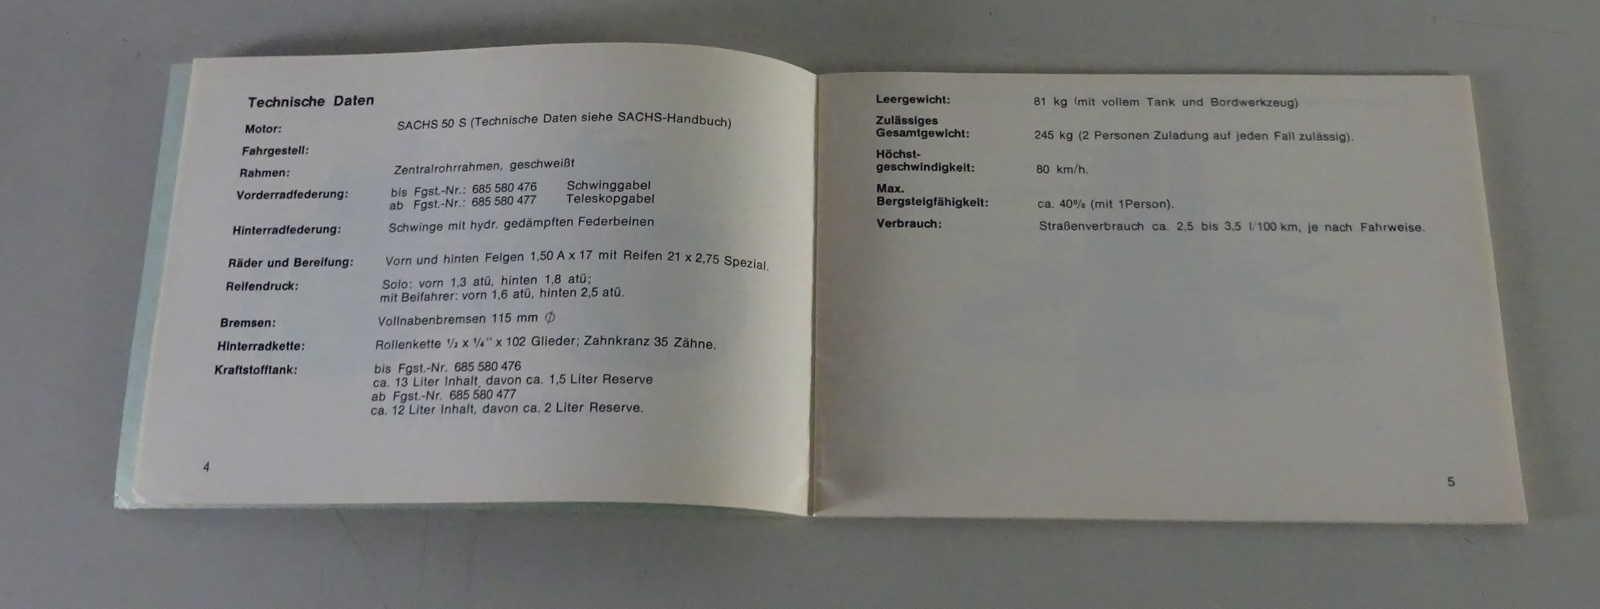 Technische Daten
Motor: SACHS 50 S (Technische Daten siehe SACHS-Handbuch)
Fahrgestell:
Rahmen: Zentralrohrrahmen, geschweißt
Vorderradfederung: bis Fgst.-Nr.: 685 580 476 Schwinggabel
ab Fgst.-Nr.: 685 580 477 Teleskopgabel
Hinterradfederung: Schwinge mit hydr. gedämpften Federbeinen
Räder und Bereifung: Vorn und hinten Felgen 1,50 A x 17 mit Reifen 21 x 2,75 Spezial.
Reifendruck: Solo: vorn 1,3 atü, hinten 1,8 atü;
mit Beifahrer: vorn 1,6 atü, hinten 2,5 atü.
Bremsen: Vollnabenbremsen 115 mm ∅
Hinterradkette: Rollenkette ½ x ¼" x 102 Glieder; Zahnkranz 35 Zähne.
Kraftstofftank: bis Fgst.-Nr. 685 580 476
ca. 13 Liter Inhalt, davon ca. 1,5 Liter Reserve
ab Fgst.-Nr. 685 580 477
ca. 12 Liter Inhalt, davon ca. 2 Liter Reserve.
4
Leergewicht: 81 kg (mit vollem Tank und Bordwerkzeug)
Zulässiges
Gesamtgewicht: 245 kg (2 Personen Zuladung auf jeden Fall zulässig).
Höchst-
geschwindigkeit: 80 km/h.
Max.
Bergsteigfähigkeit: ca. 40% (mit 1Person).
Verbrauch: Straßenverbrauch ca. 2,5 bis 3,5 l/100 km, je nach Fahrweise.
5